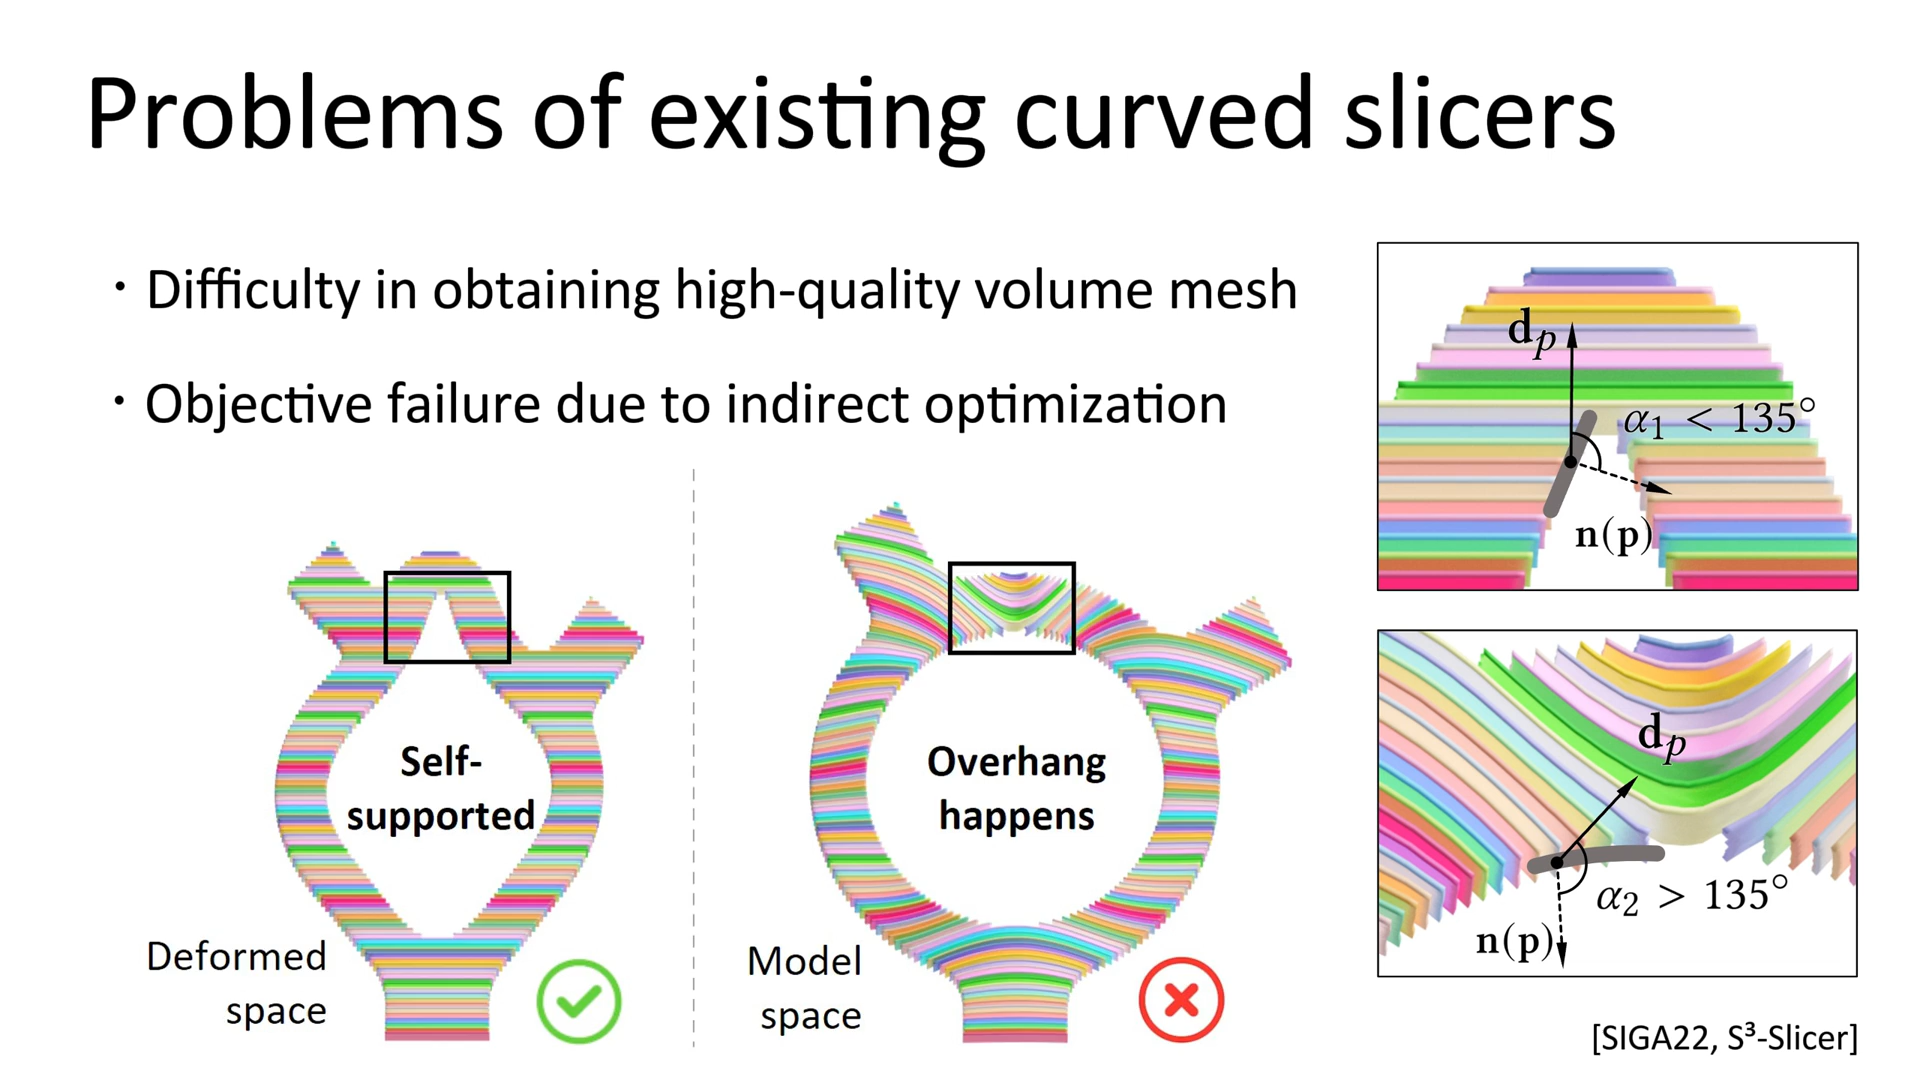 Problems of existing curved slicers
· Difficulty in obtaining high-quality volume mesh
· Objective failure due to indirect optimization
Self-
supported
Deformed
space
Overhang
happens
Model
space
d_p
α₁ < 135°
n(p)
d_p
α₂ > 135°
n(p)
[SIGA22, S³-Slicer]